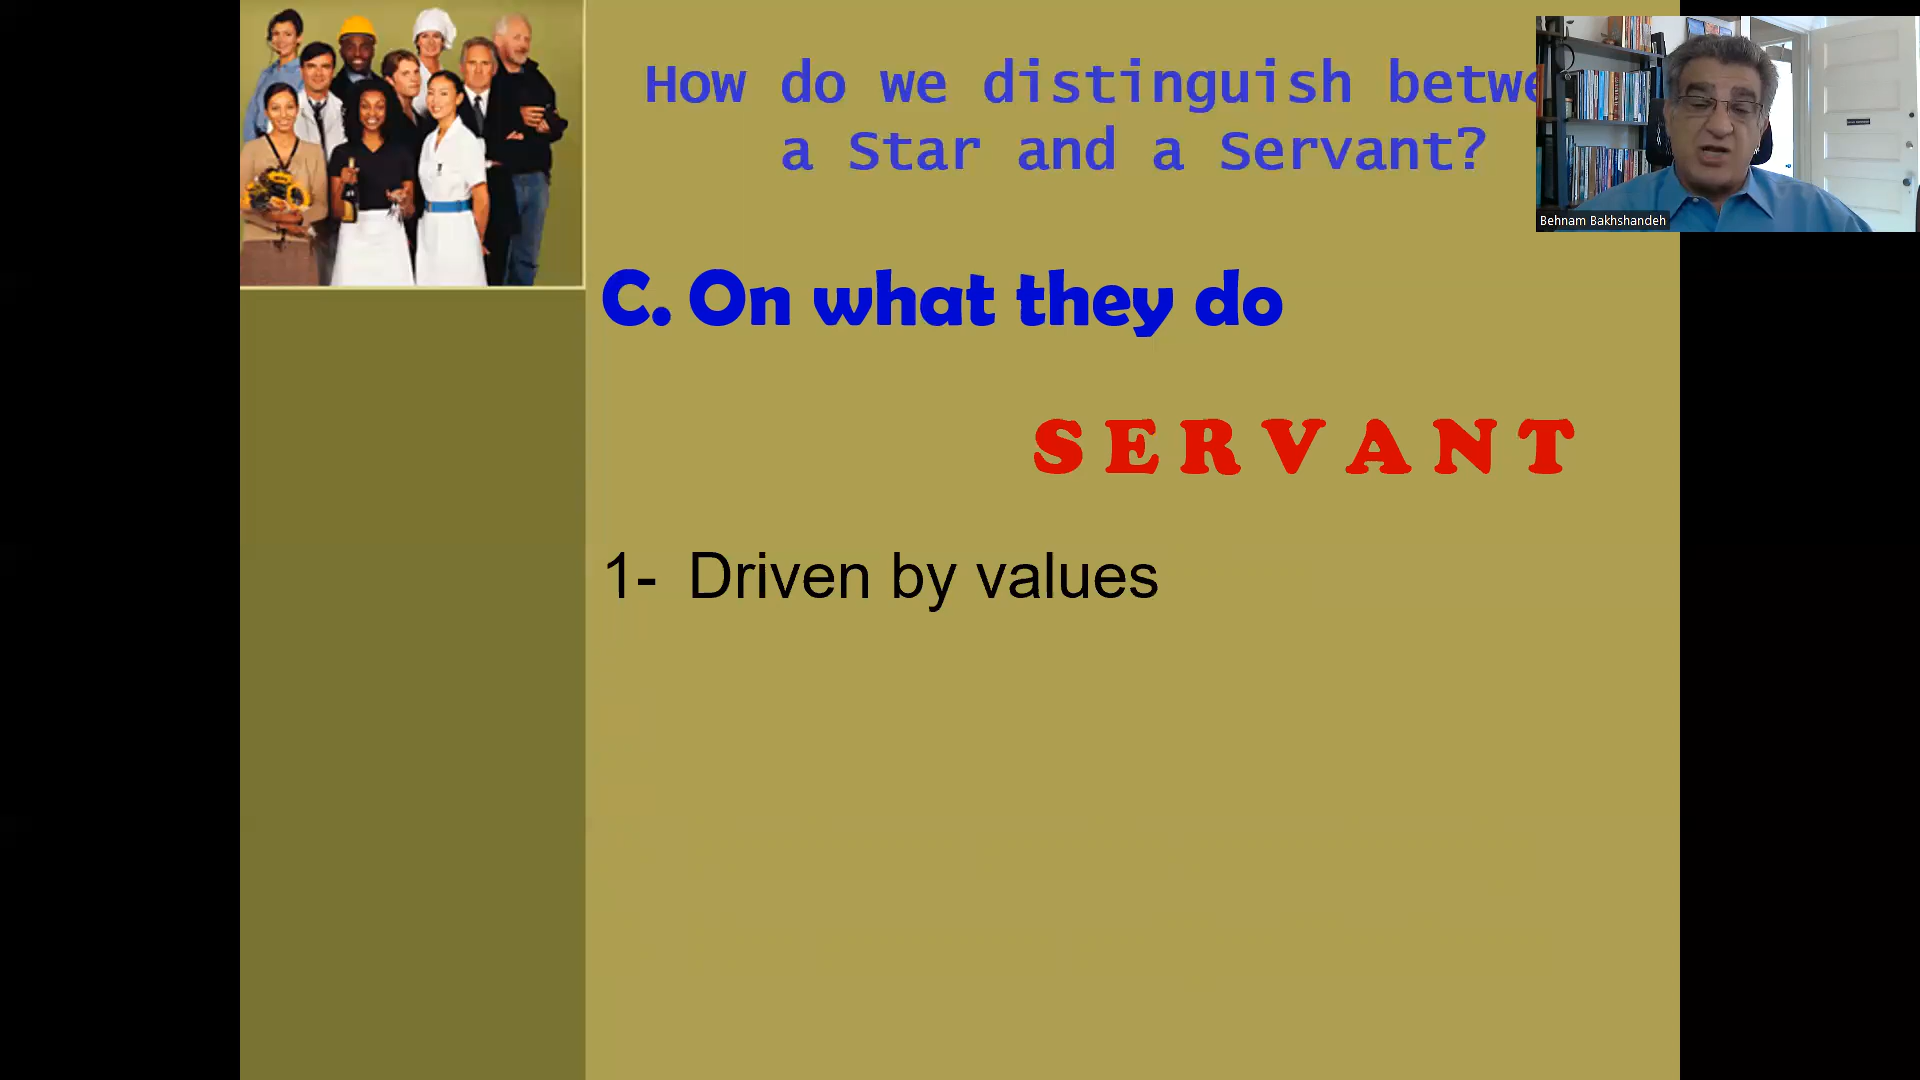 How do we distinguish betwe
a Star and a Servant?
Behnam Bakhshandeh
C. On what they do
SERVANT
1- Driven by values